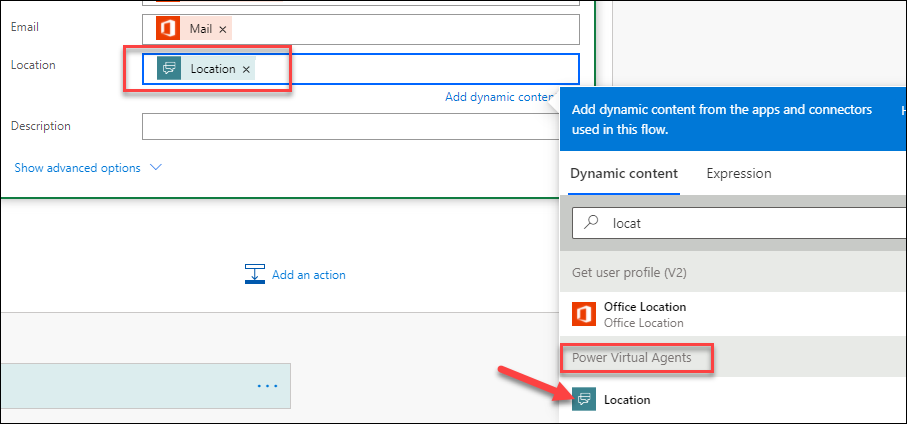 Email
Mail ×
Location
Location ×
Add dynamic conten
Description
Show advanced options
Add an action
...
Add dynamic content from the apps and connectors
used in this flow.
Dynamic content
Expression
locat
Get user profile (V2)
Office Location
Office Location
Power Virtual Agents
Location